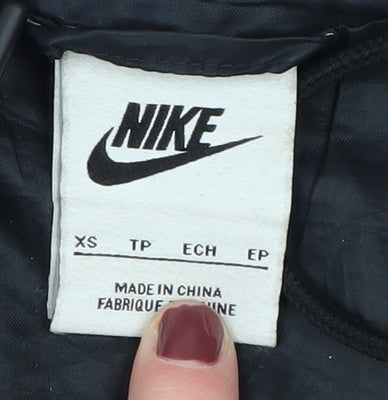 NIKE
XS TP ECH EP
MADE IN CHINA
FABRIQUE